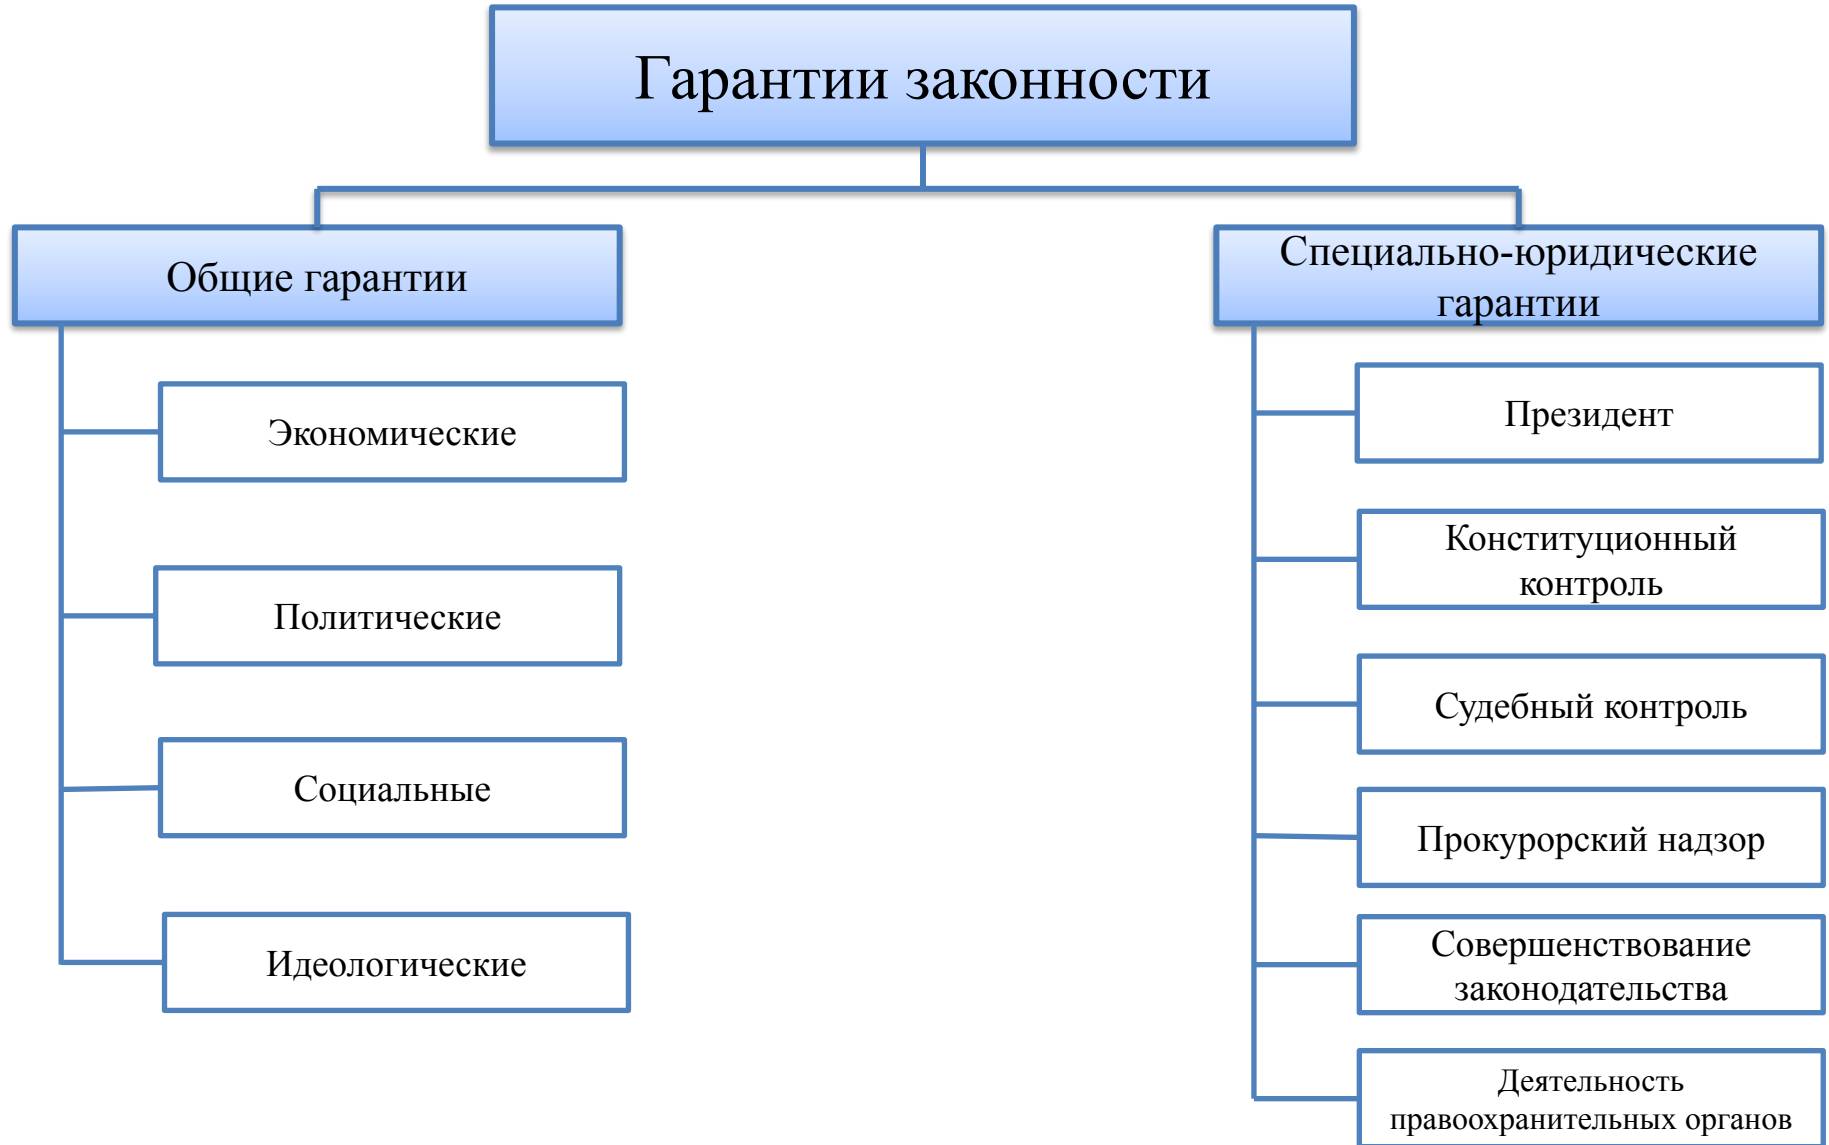 Гарантии законности
Общие гарантии
Экономические
Политические
Социальные
Идеологические
Специально-юридические
гарантии
Президент
Конституционный
контроль
Судебный контроль
Прокурорский надзор
Совершенствование
законодательства
Деятельность
правоохранительных органов